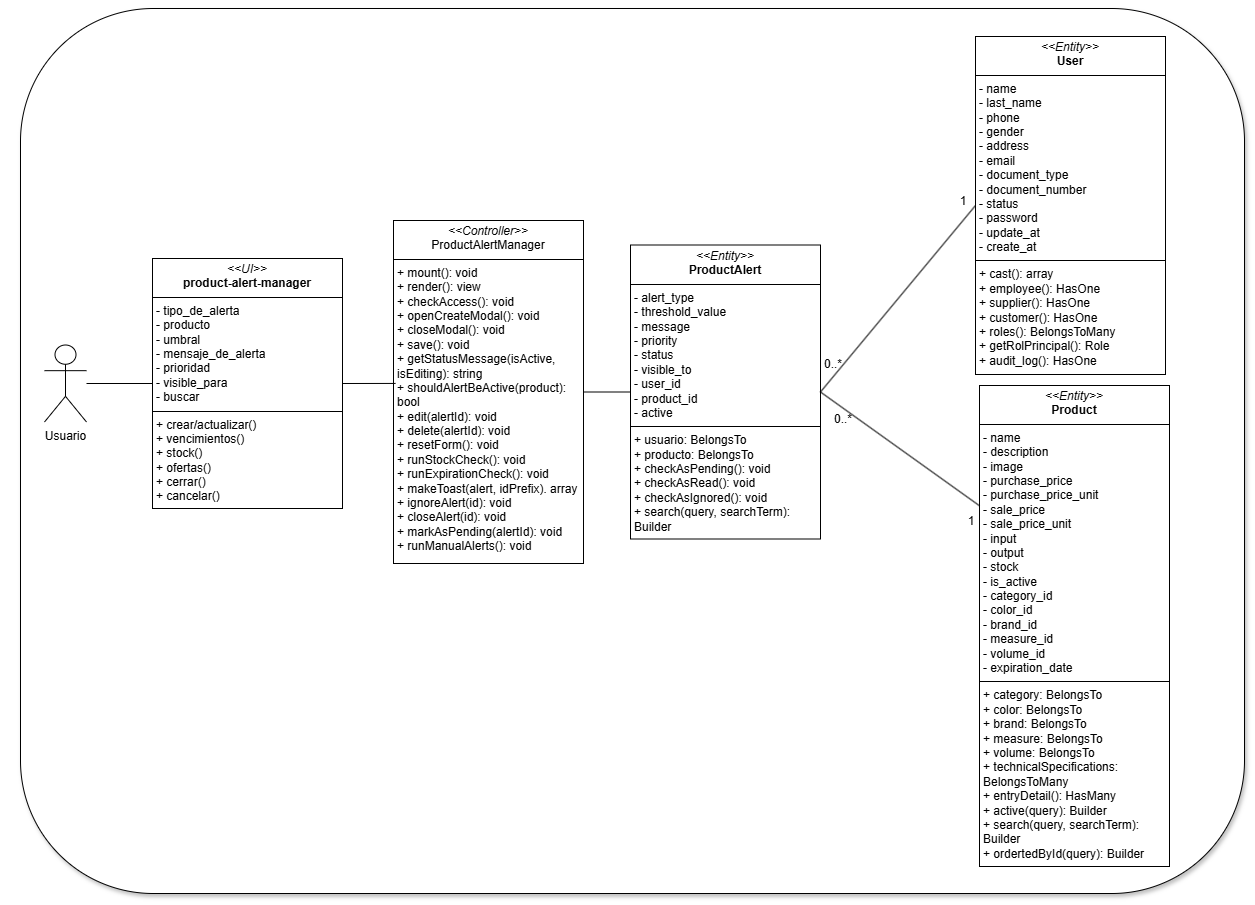 Usuario
<<UI>>
product-alert-manager
- tipo_de_alerta
- producto
- umbral
- mensaje_de_alerta
- prioridad
- visible_para
- buscar
+ crear/actualizar()
+ vencimientos()
+ stock()
+ ofertas()
+ cerrar()
+ cancelar()
<<Controller>>
ProductAlertManager
+ mount(): void
+ render(): view
+ checkAccess(): void
+ openCreateModal(): void
+ closeModal(): void
+ save(): void
+ getStatusMessage(isActive,
isEditing): string
+ shouldAlertBeActive(product):
bool
+ edit(alertId): void
+ delete(alertId): void
+ resetForm(): void
+ runStockCheck(): void
+ runExpirationCheck(): void
+ makeToast(alert, idPrefix). array
+ ignoreAlert(id): void
+ closeAlert(id): void
+ markAsPending(alertId): void
+ runManualAlerts(): void
<<Entity>>
ProductAlert
- alert_type
- threshold_value
- message
- priority
- status
- visible_to
- user_id
- product_id
- active
+ usuario: BelongsTo
+ producto: BelongsTo
+ checkAsPending(): void
+ checkAsRead(): void
+ checkAsIgnored(): void
+ search(query, searchTerm):
Builder
0..*
1
0..*
1
<<Entity>>
User
- name
- last_name
- phone
- gender
- address
- email
- document_type
- document_number
- status
- password
- update_at
- create_at
+ cast(): array
+ employee(): HasOne
+ supplier(): HasOne
+ customer(): HasOne
+ roles(): BelongsToMany
+ getRolPrincipal(): Role
+ audit_log(): HasOne
<<Entity>>
Product
- name
- description
- image
- purchase_price
- purchase_price_unit
- sale_price
- sale_price_unit
- input
- output
- stock
- is_active
- category_id
- color_id
- brand_id
- measure_id
- volume_id
- expiration_date
+ category: BelongsTo
+ color: BelongsTo
+ brand: BelongsTo
+ measure: BelongsTo
+ volume: BelongsTo
+ technicalSpecifications:
BelongsToMany
+ entryDetail(): HasMany
+ active(query): Builder
+ search(query, searchTerm):
Builder
+ ordertedById(query): Builder